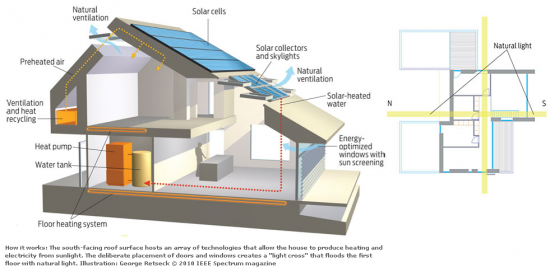 Natural
ventilation
Solar cells
Preheated air
Solar collectors
and skylights
Natural
ventilation
Solar-heated
water
Ventilation
and heat
recycling
Energy-
optimized
windows with
sun screening
Heat pump
Water tank
Floor heating system
Natural light
N
S
How it works: The south-facing roof surface hosts an array of technologies that allow the house to produce heating and
electricity from sunlight. The deliberate placement of doors and windows creates a "light cross" that floods the first
floor with natural light. Illustration: George Retseck © 2010 IEEE Spectrum magazine